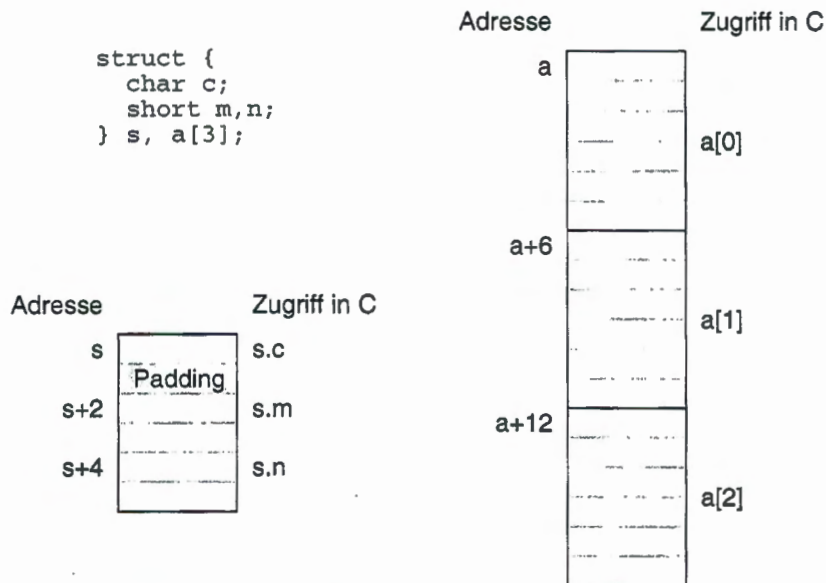 struct {
char c;
short m,n;
} s, a[3];
Adresse Zugriff in C
s s.c
Padding
s+2 s.m
s+4 s.n
Adresse Zugriff in C
a
a[0]
a+6
a[1]
a+12
a[2]